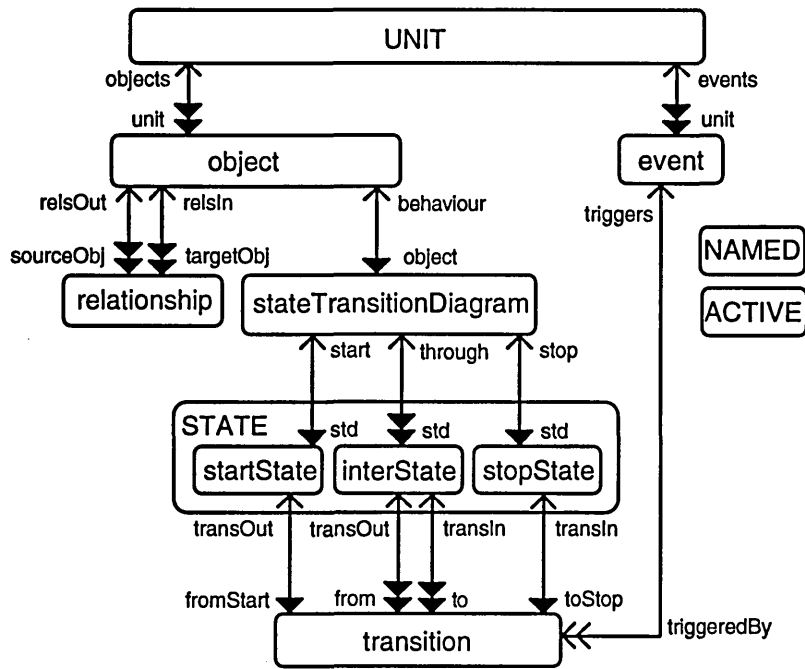 UNIT
objects
events
unit
unit
object
event
relsOut
relsIn
behaviour
triggers
sourceObj
targetObj
object
NAMED
relationship
stateTransitionDiagram
ACTIVE
start
through
stop
STATE
std
std
std
startState
interState
stopState
transOut
transOut
transIn
transIn
fromStart
from
to
toStop
triggeredBy
transition